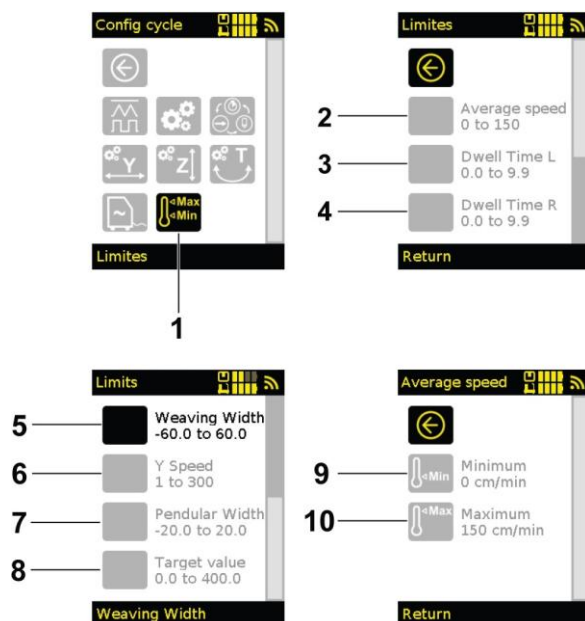 Config cycle
Y
Z
T
Max
Min
Limites
1
Limites
2
Average speed
0 to 150
3
Dwell Time L
0.0 to 9.9
4
Dwell Time R
0.0 to 9.9
Return
Limits
5
Weaving Width
-60.0 to 60.0
6
Y Speed
1 to 300
7
Pendular Width
-20.0 to 20.0
8
Target value
0.0 to 400.0
Weaving Width
Average speed
9
Min
Minimum
0 cm/min
10
Max
Maximum
150 cm/min
Return